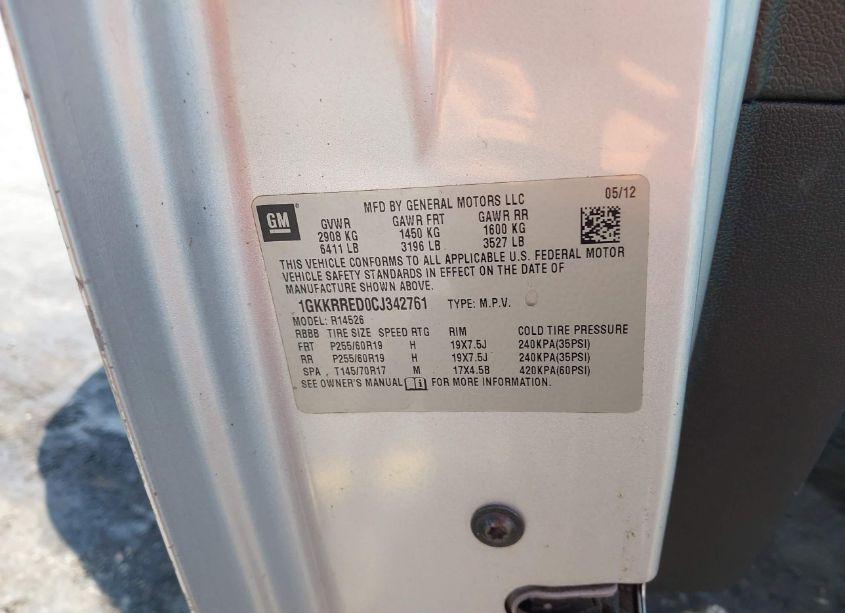 GM
MFD BY GENERAL MOTORS LLC 05/12
GVWR GAWR FRT GAWR RR
2908 KG 1450 KG 1600 KG
6411 LB 3196 LB 3527 LB
THIS VEHICLE CONFORMS TO ALL APPLICABLE U.S. FEDERAL MOTOR
VEHICLE SAFETY STANDARDS IN EFFECT ON THE DATE OF
MANUFACTURE SHOWN ABOVE.
1GKKRRED0CJ342761 TYPE: M.P.V.
MODEL: R14526
RBBB TIRE SIZE SPEED RTG RIM COLD TIRE PRESSURE
FRT P255/60R19 H 19X7.5J 240KPA(35PSI)
RR P255/60R19 H 19X7.5J 240KPA(35PSI)
SPA T145/70R17 M 17X4.5B 420KPA(60PSI)
SEE OWNER'S MANUAL FOR MORE INFORMATION.